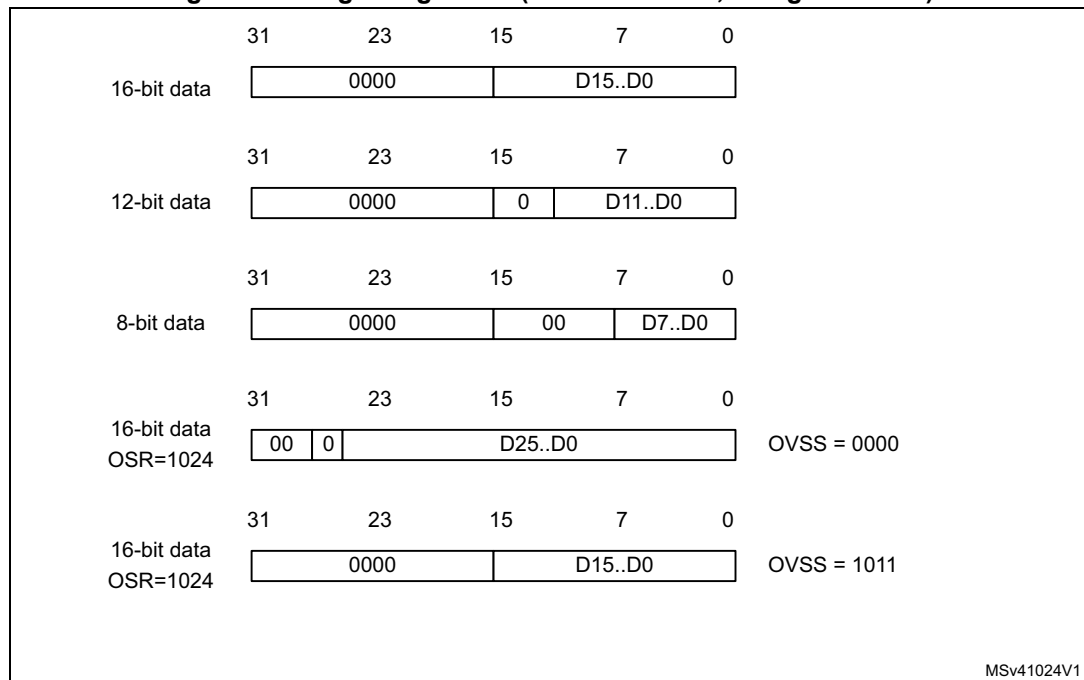 31 23 15 7 0
16-bit data 0000 D15..D0
31 23 15 7 0
12-bit data 0000 0 D11..D0
31 23 15 7 0
8-bit data 0000 00 D7..D0
31 23 15 7 0
16-bit data
OSR=1024 00 0 D25..D0 OVSS = 0000
31 23 15 7 0
16-bit data
OSR=1024 0000 D15..D0 OVSS = 1011
MSv41024V1